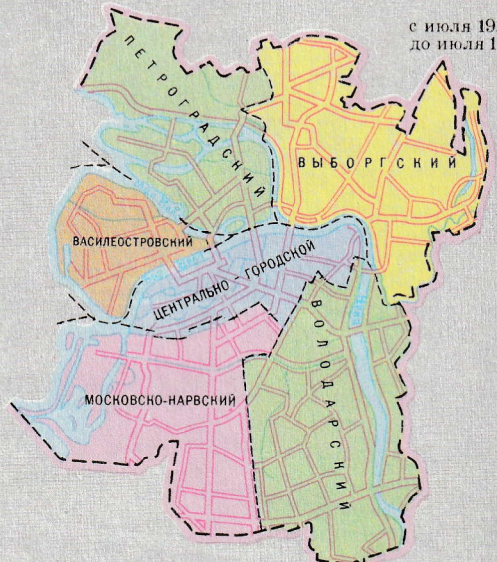 с июля 19
до июля 1
ПЕТРОГРАДСКИЙ
ВЫБОРГСКИЙ
ВАСИЛЕОСТРОВСКИЙ
ЦЕНТРАЛЬНО-ГОРОДСКОЙ
МОСКОВСКО-НАРВСКИЙ
ВОЛОДАРСКИЙ